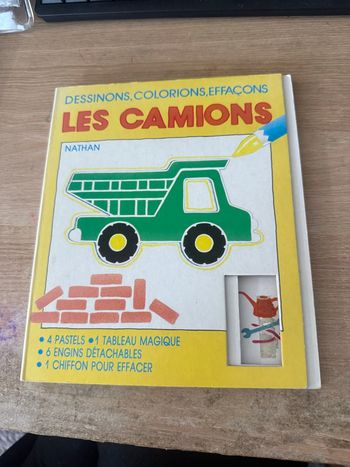 DESSINONS, COLORIONS, EFFAÇONS
LES CAMIONS
NATHAN
• 4 PASTELS • 1 TABLEAU MAGIQUE
• 6 ENGINS DÉTACHABLES
• 1 CHIFFON POUR EFFACER